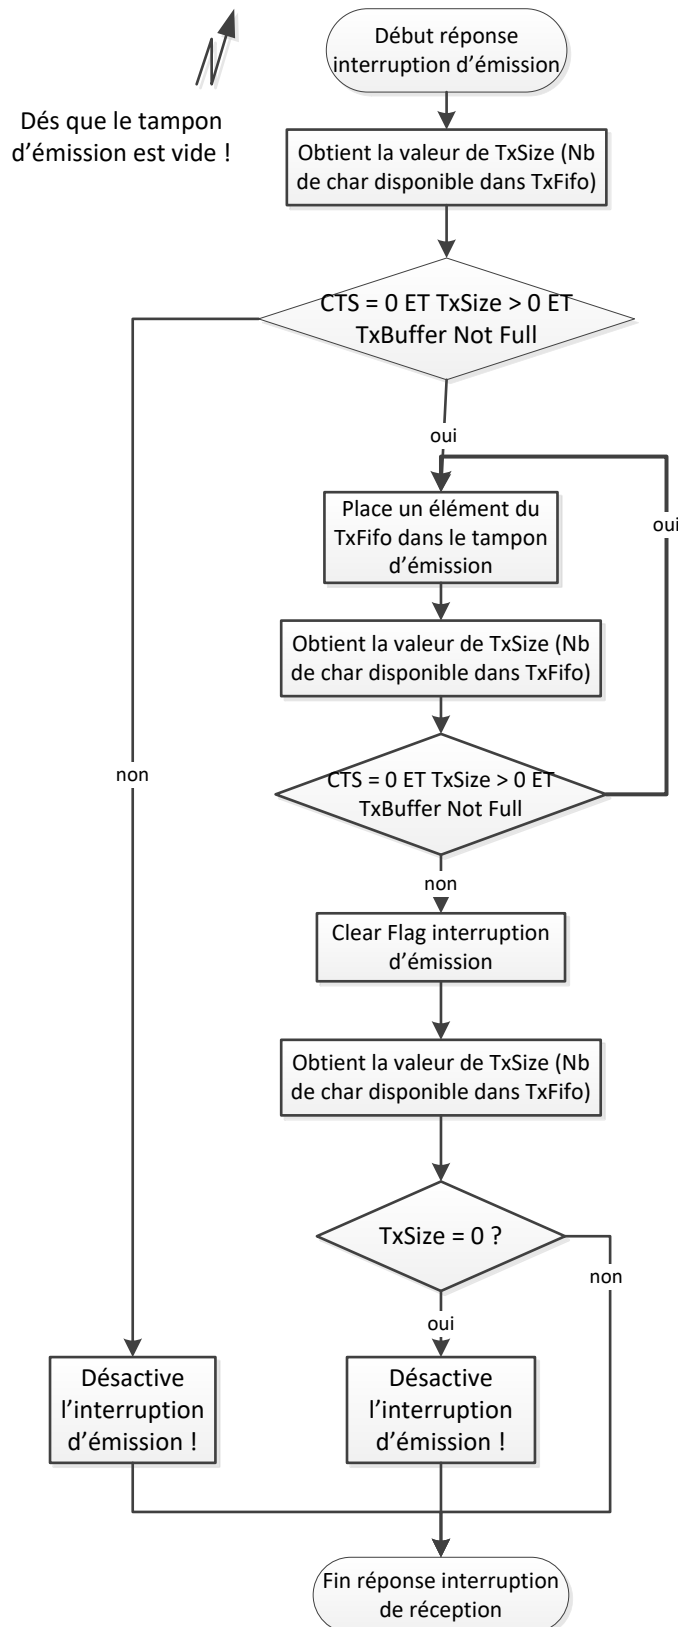 Début réponse
interruption d'émission
Dés que le tampon
d'émission est vide !
Obtient la valeur de TxSize (Nb
de char disponible dans TxFifo)
CTS = 0 ET TxSize > 0 ET
TxBuffer Not Full
oui
Place un élément du
TxFifo dans le tampon
d'émission
oui
Obtient la valeur de TxSize (Nb
de char disponible dans TxFifo)
CTS = 0 ET TxSize > 0 ET
TxBuffer Not Full
non
non
Clear Flag interruption
d'émission
Obtient la valeur de TxSize (Nb
de char disponible dans TxFifo)
TxSize = 0 ?
non
oui
Désactive
l'interruption
d'émission !
Désactive
l'interruption
d'émission !
Fin réponse interruption
de réception